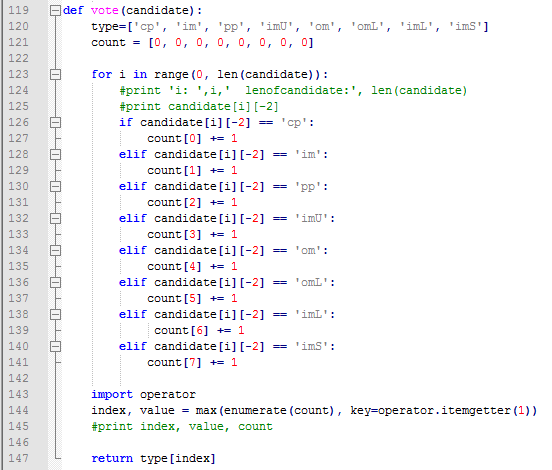 119 def vote(candidate):
120     type=['cp', 'im', 'pp', 'imU', 'om', 'omL', 'imL', 'imS']
121     count = [0, 0, 0, 0, 0, 0, 0, 0]
122
123     for i in range(0, len(candidate)):
124         #print 'i: ',i,'  lenofcandidate:', len(candidate)
125         #print candidate[i][-2]
126         if candidate[i][-2] == 'cp':
127             count[0] += 1
128         elif candidate[i][-2] == 'im':
129             count[1] += 1
130         elif candidate[i][-2] == 'pp':
131             count[2] += 1
132         elif candidate[i][-2] == 'imU':
133             count[3] += 1
134         elif candidate[i][-2] == 'om':
135             count[4] += 1
136         elif candidate[i][-2] == 'omL':
137             count[5] += 1
138         elif candidate[i][-2] == 'imL':
139              count[6] += 1
140         elif candidate[i][-2] == 'imS':
141             count[7] += 1
142
143     import operator
144     index, value = max(enumerate(count), key=operator.itemgetter(1))
145     #print index, value, count
146
147     return type[index]